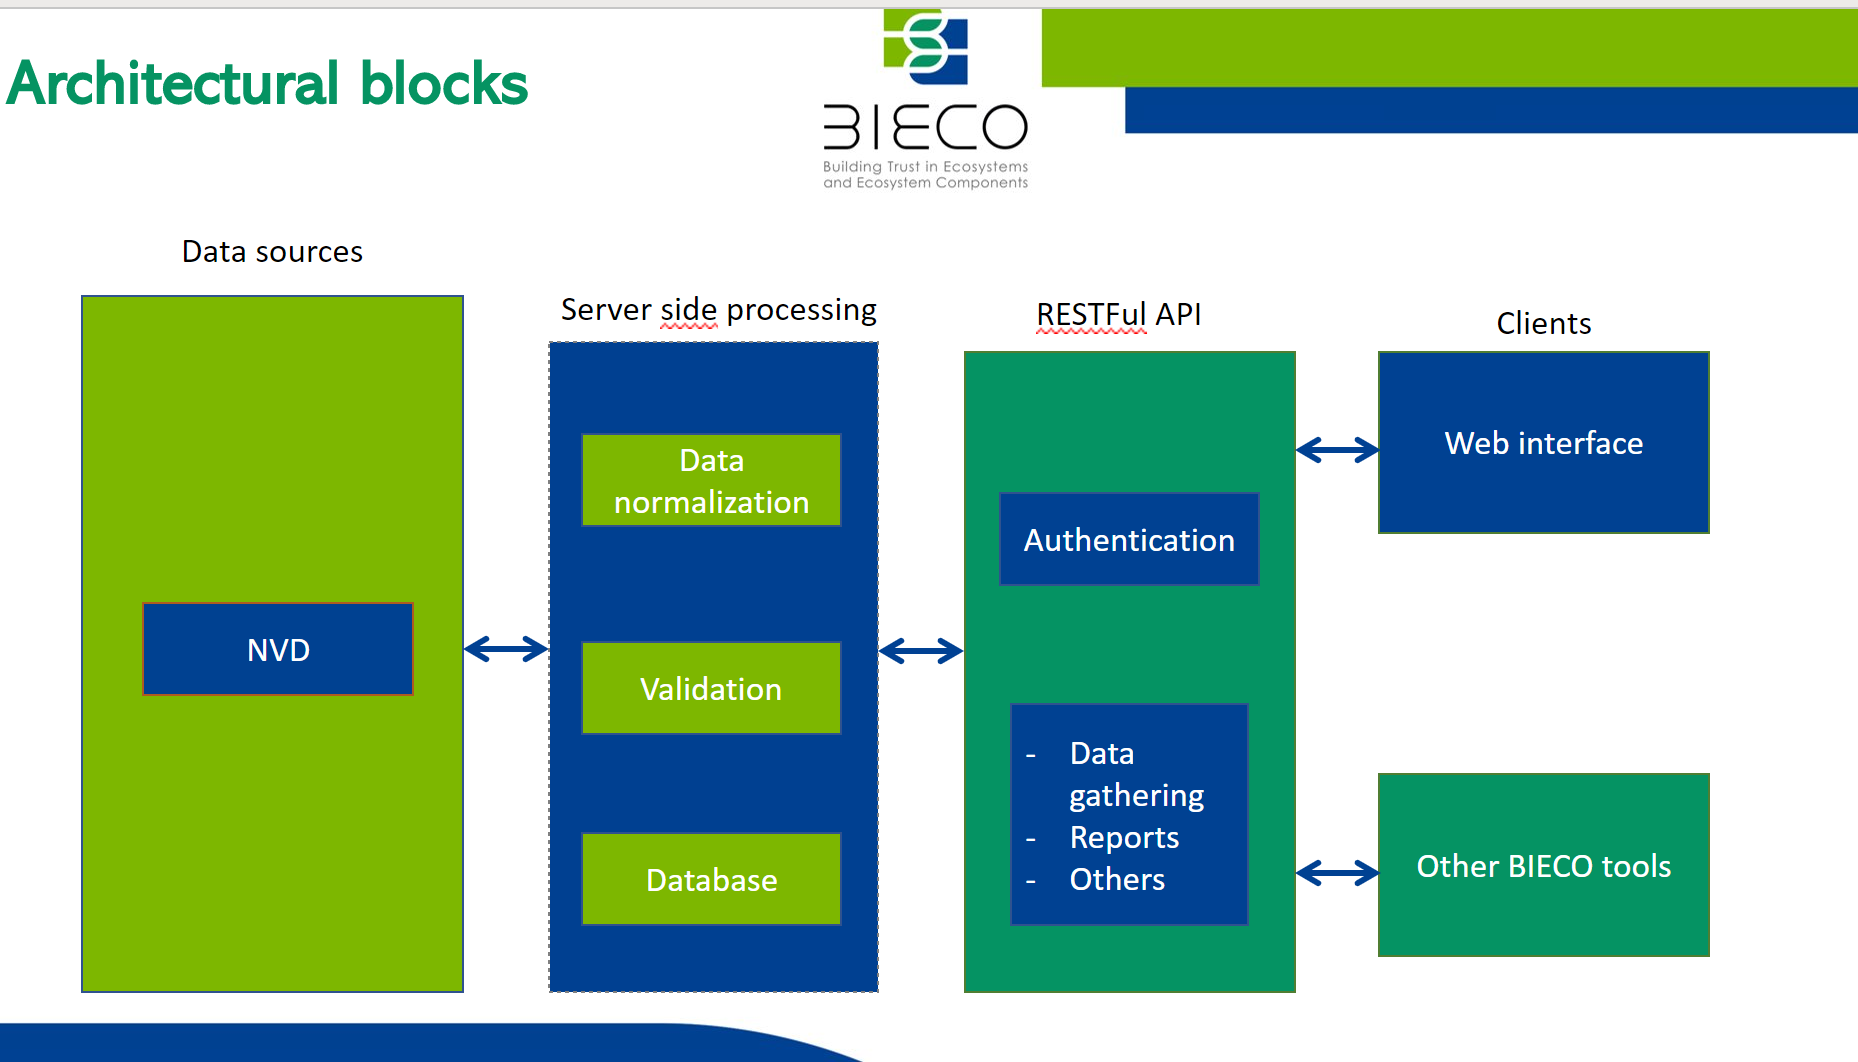 Architectural blocks
BIECO
Building Trust in Ecosystems
and Ecosystem Components
Data sources
Server side processing
RESTFul API
Clients
NVD
Data
normalization
Validation
Database
Authentication
- Data
gathering
- Reports
- Others
Web interface
Other BIECO tools